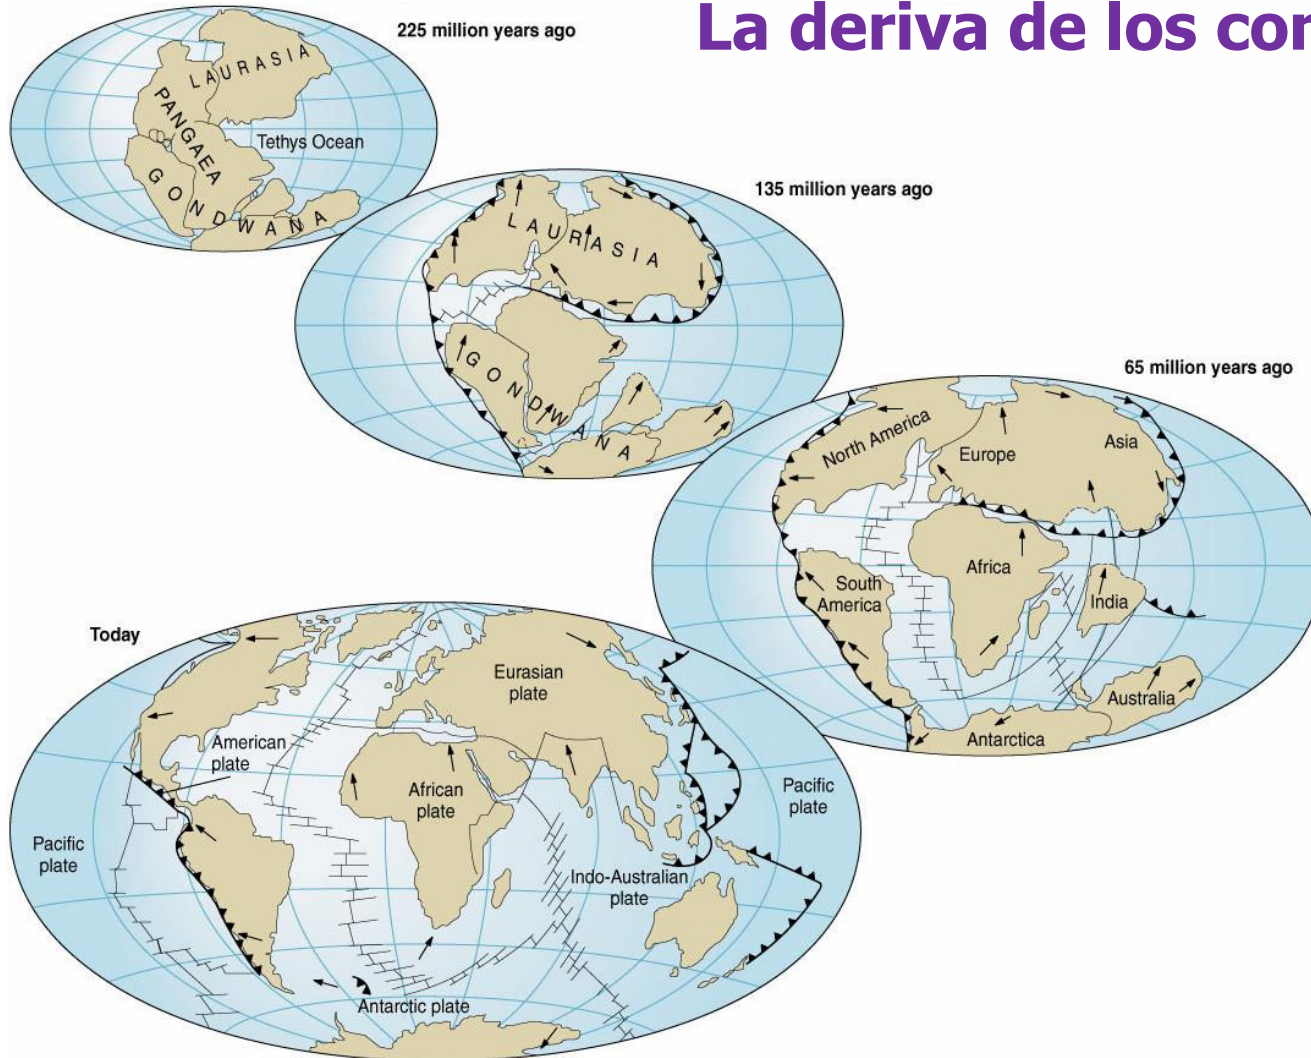 La deriva de los con
225 million years ago
LAURASIA
PANGAEA
Tethys Ocean
GONDWANA
135 million years ago
LAURASIA
GONDWANA
65 million years ago
North America
Europe
Asia
Africa
South
America
India
Australia
Antarctica
Today
Eurasian
plate
American
plate
African
plate
Pacific
plate
Pacific
plate
Indo-Australian
plate
Antarctic plate